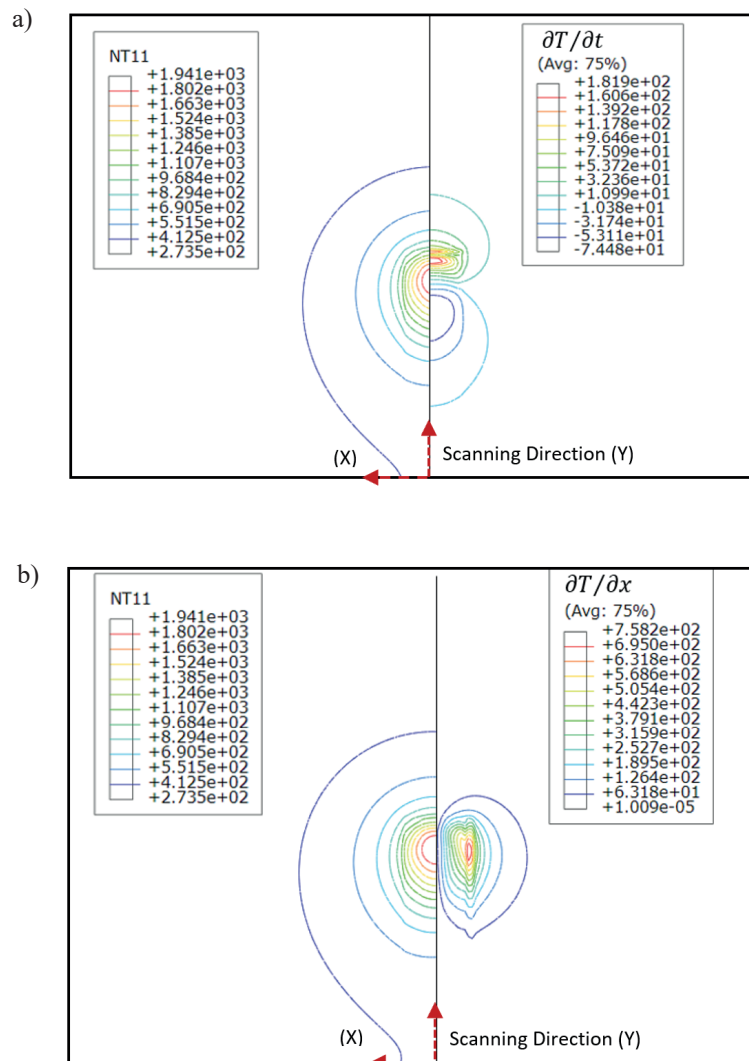 a)
NT11
+1.941e+03
+1.802e+03
+1.663e+03
+1.524e+03
+1.385e+03
+1.246e+03
+1.107e+03
+9.684e+02
+8.294e+02
+6.905e+02
+5.515e+02
+4.125e+02
+2.735e+02
∂T/∂t
(Avg: 75%)
+1.819e+02
+1.606e+02
+1.392e+02
+1.178e+02
+9.646e+01
+7.509e+01
+5.372e+01
+3.236e+01
+1.099e+01
-1.038e+01
-3.174e+01
-5.311e+01
-7.448e+01
(X)
Scanning Direction (Y)
b)
NT11
+1.941e+03
+1.802e+03
+1.663e+03
+1.524e+03
+1.385e+03
+1.246e+03
+1.107e+03
+9.684e+02
+8.294e+02
+6.905e+02
+5.515e+02
+4.125e+02
+2.735e+02
∂T/∂x
(Avg: 75%)
+7.582e+02
+6.950e+02
+6.318e+02
+5.686e+02
+5.054e+02
+4.423e+02
+3.791e+02
+3.159e+02
+2.527e+02
+1.895e+02
+1.264e+02
+6.318e+01
+1.009e-05
(X)
Scanning Direction (Y)